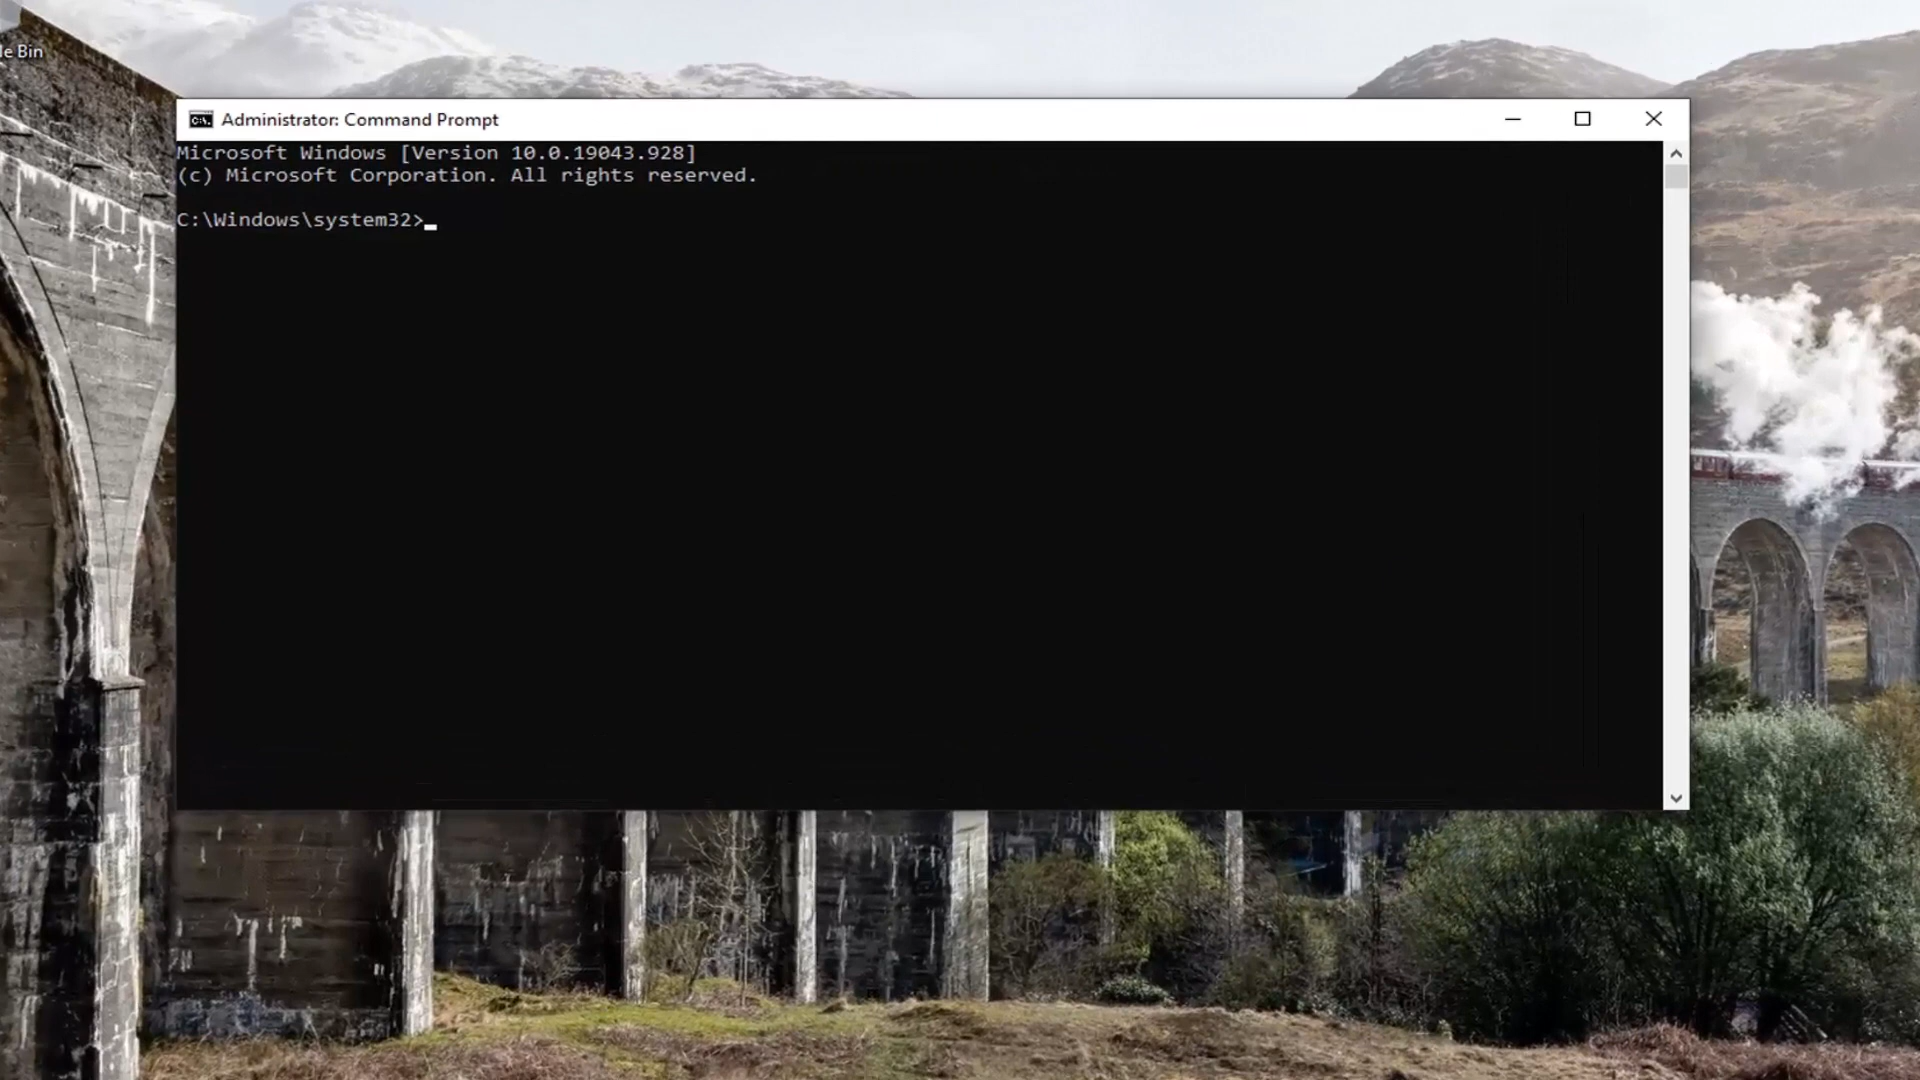 le Bin
Administrator: Command Prompt
Microsoft Windows [Version 10.0.19043.928]
(c) Microsoft Corporation. All rights reserved.
C:\Windows\system32>